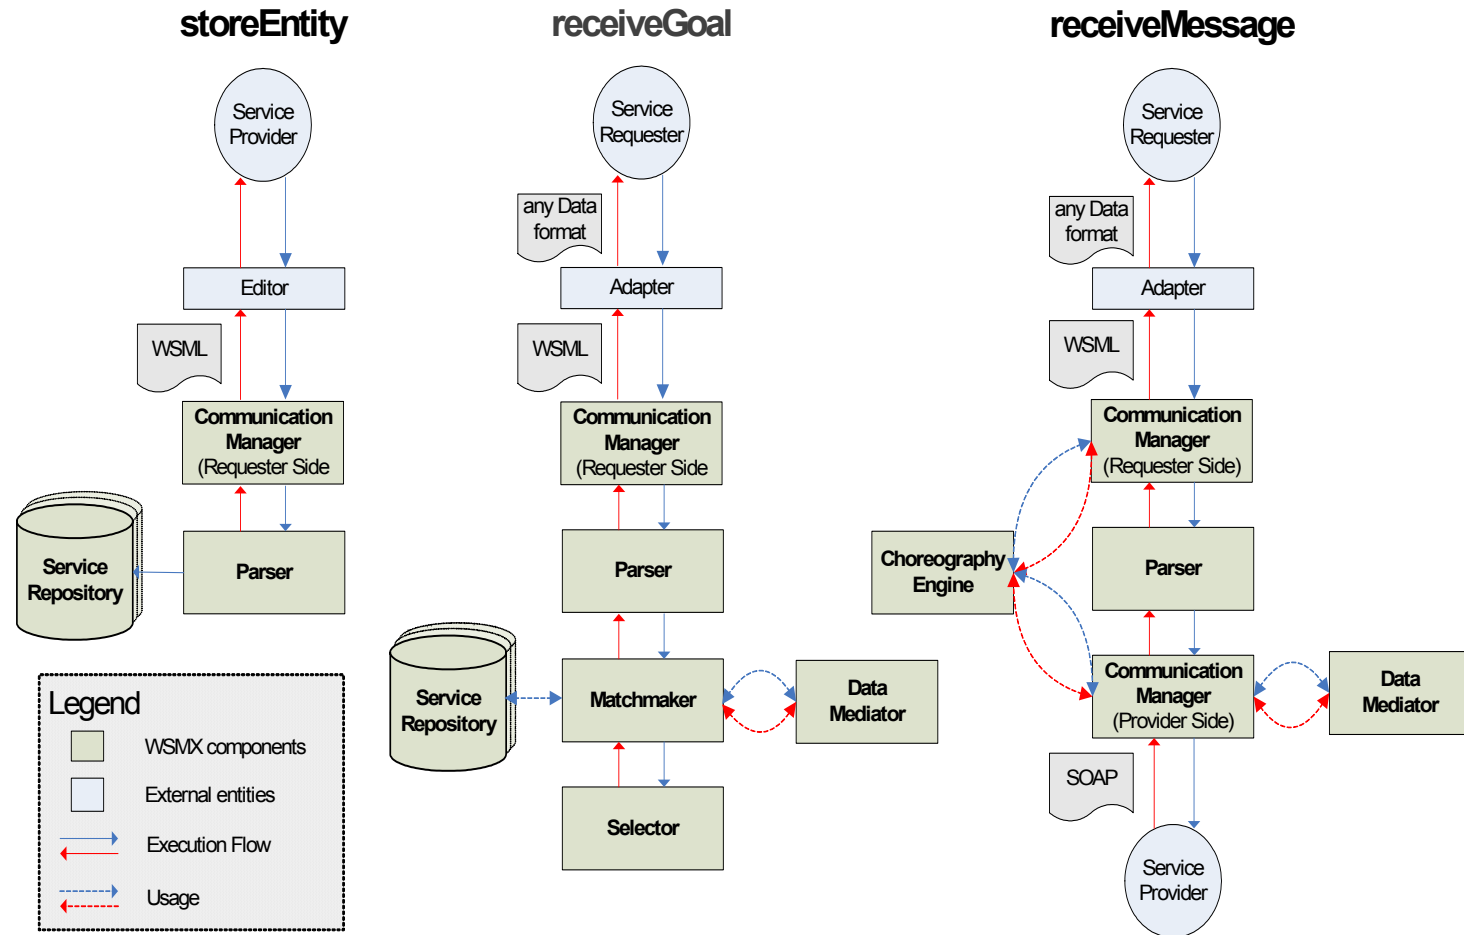 storeEntity
Service
Provider
Editor
WSML
Communication
Manager
(Requester Side
Service
Repository
Parser
Legend
WSMX components
External entities
Execution Flow
Usage
receiveGoal
Service
Requester
any Data
format
Adapter
WSML
Communication
Manager
(Requester Side
Parser
Service
Repository
Matchmaker
Data
Mediator
Selector
receiveMessage
Service
Requester
any Data
format
Adapter
WSML
Communication
Manager
(Requester Side)
Choreography
Engine
Parser
Communication
Manager
(Provider Side)
Data
Mediator
SOAP
Service
Provider